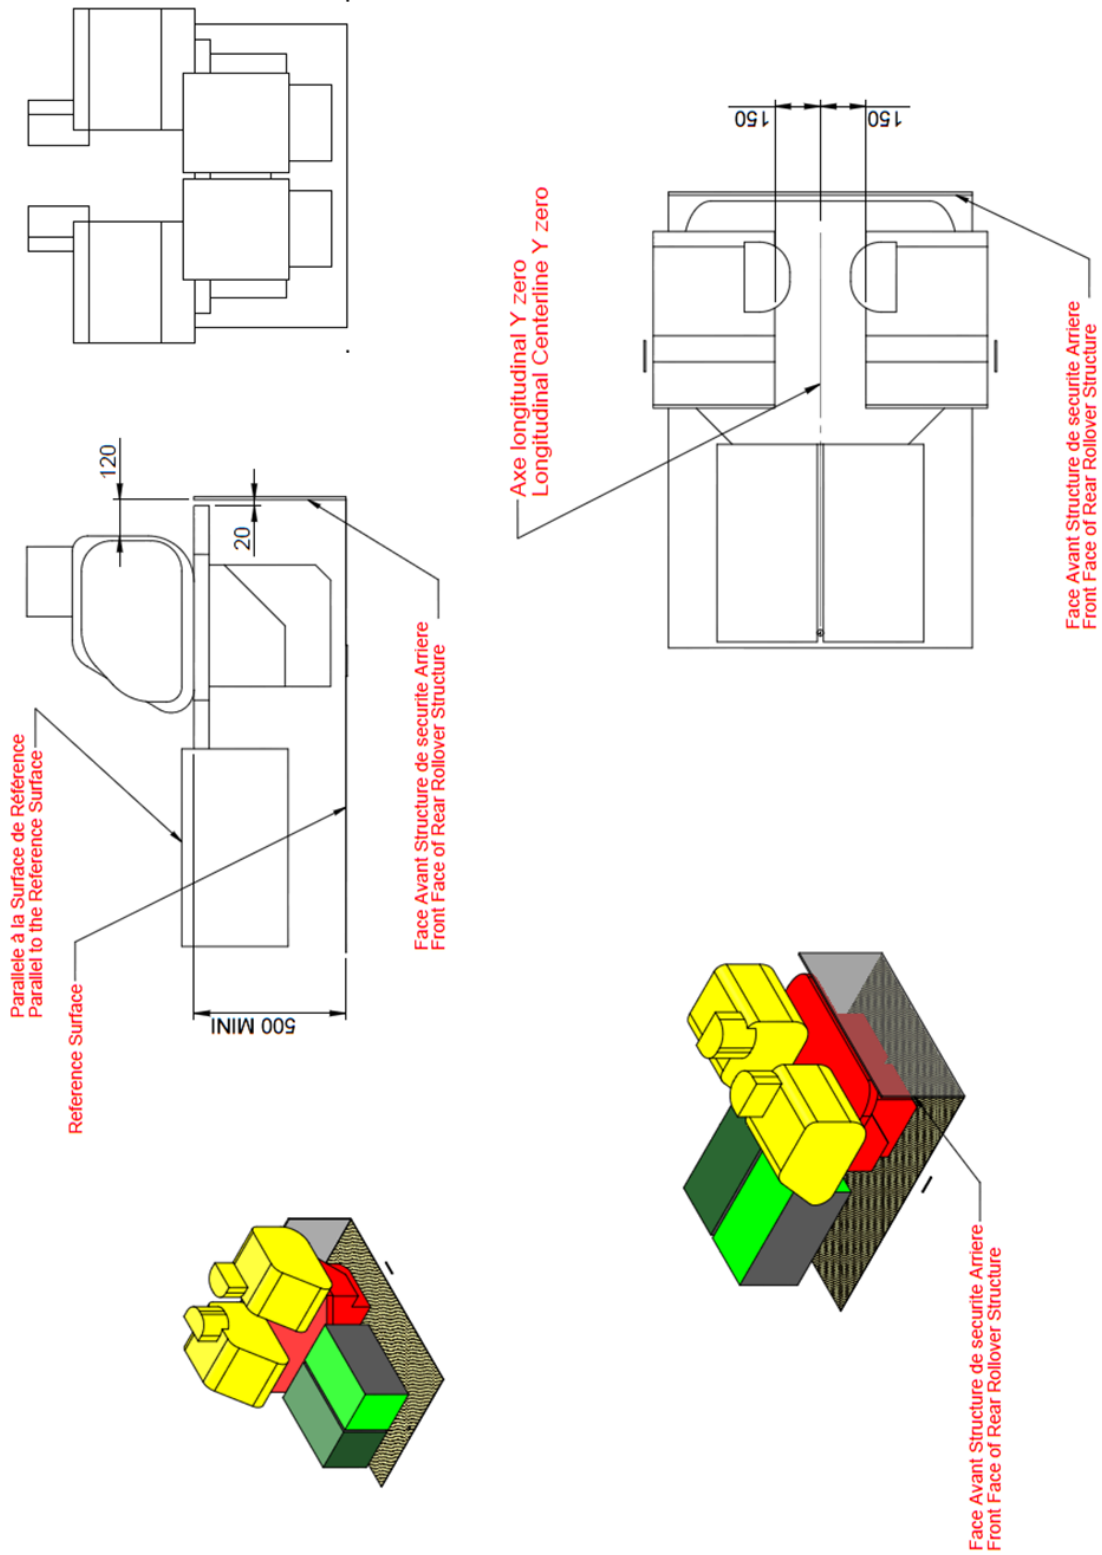 Parallele à la Surface de Référence
Parallel to the Reference Surface
Reference Surface
500 MINI
120
20
Face Avant Structure de securite Arriere
Front Face of Rear Rollover Structure
Axe longitudinal Y zero
Longitudinal Centerline Y zero
150
150
Face Avant Structure de securite Arriere
Front Face of Rear Rollover Structure
Face Avant Structure de securite Arriere
Front Face of Rear Rollover Structure